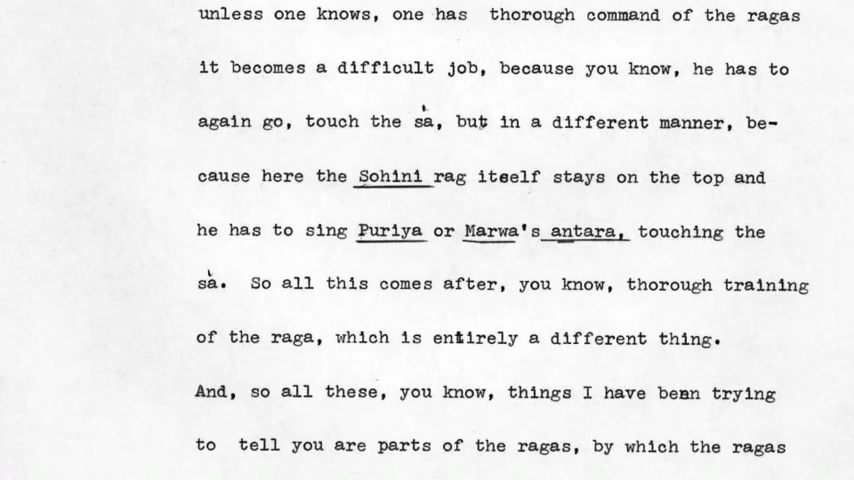 unless one knows, one has  thorough command of the ragas
it becomes a difficult job, because you know, he has to
again go, touch the sȧ, but in a different manner, be-
cause here the Sohini rag itself stays on the top and
he has to sing Puriya or Marwa's antara, touching the
sȧ.  So all this comes after, you know, thorough training
of the raga, which is entirely a different thing.
And, so all these, you know, things I have been trying
to  tell you are parts of the ragas, by which the ragas